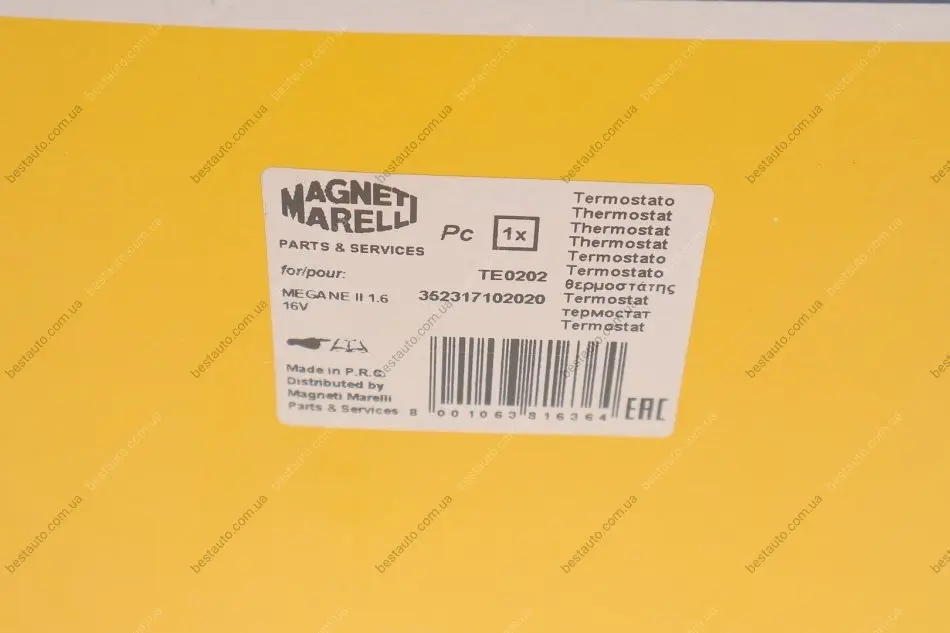 MAGNETI
MARELLI
PARTS & SERVICES
Pc 1x
for/pour:
MEGANE II 1.6
16V
TE0202
352317102020
Termostato
Thermostat
Thermostat
Thermostat
Termostato
Termostato
θερμοστάτης
Termostat
термостат
Termostat
Made in P.R.C.
Distributed by
Magneti Marelli
Parts & Services
8 001063 816364
EAC
bestauto.com.ua